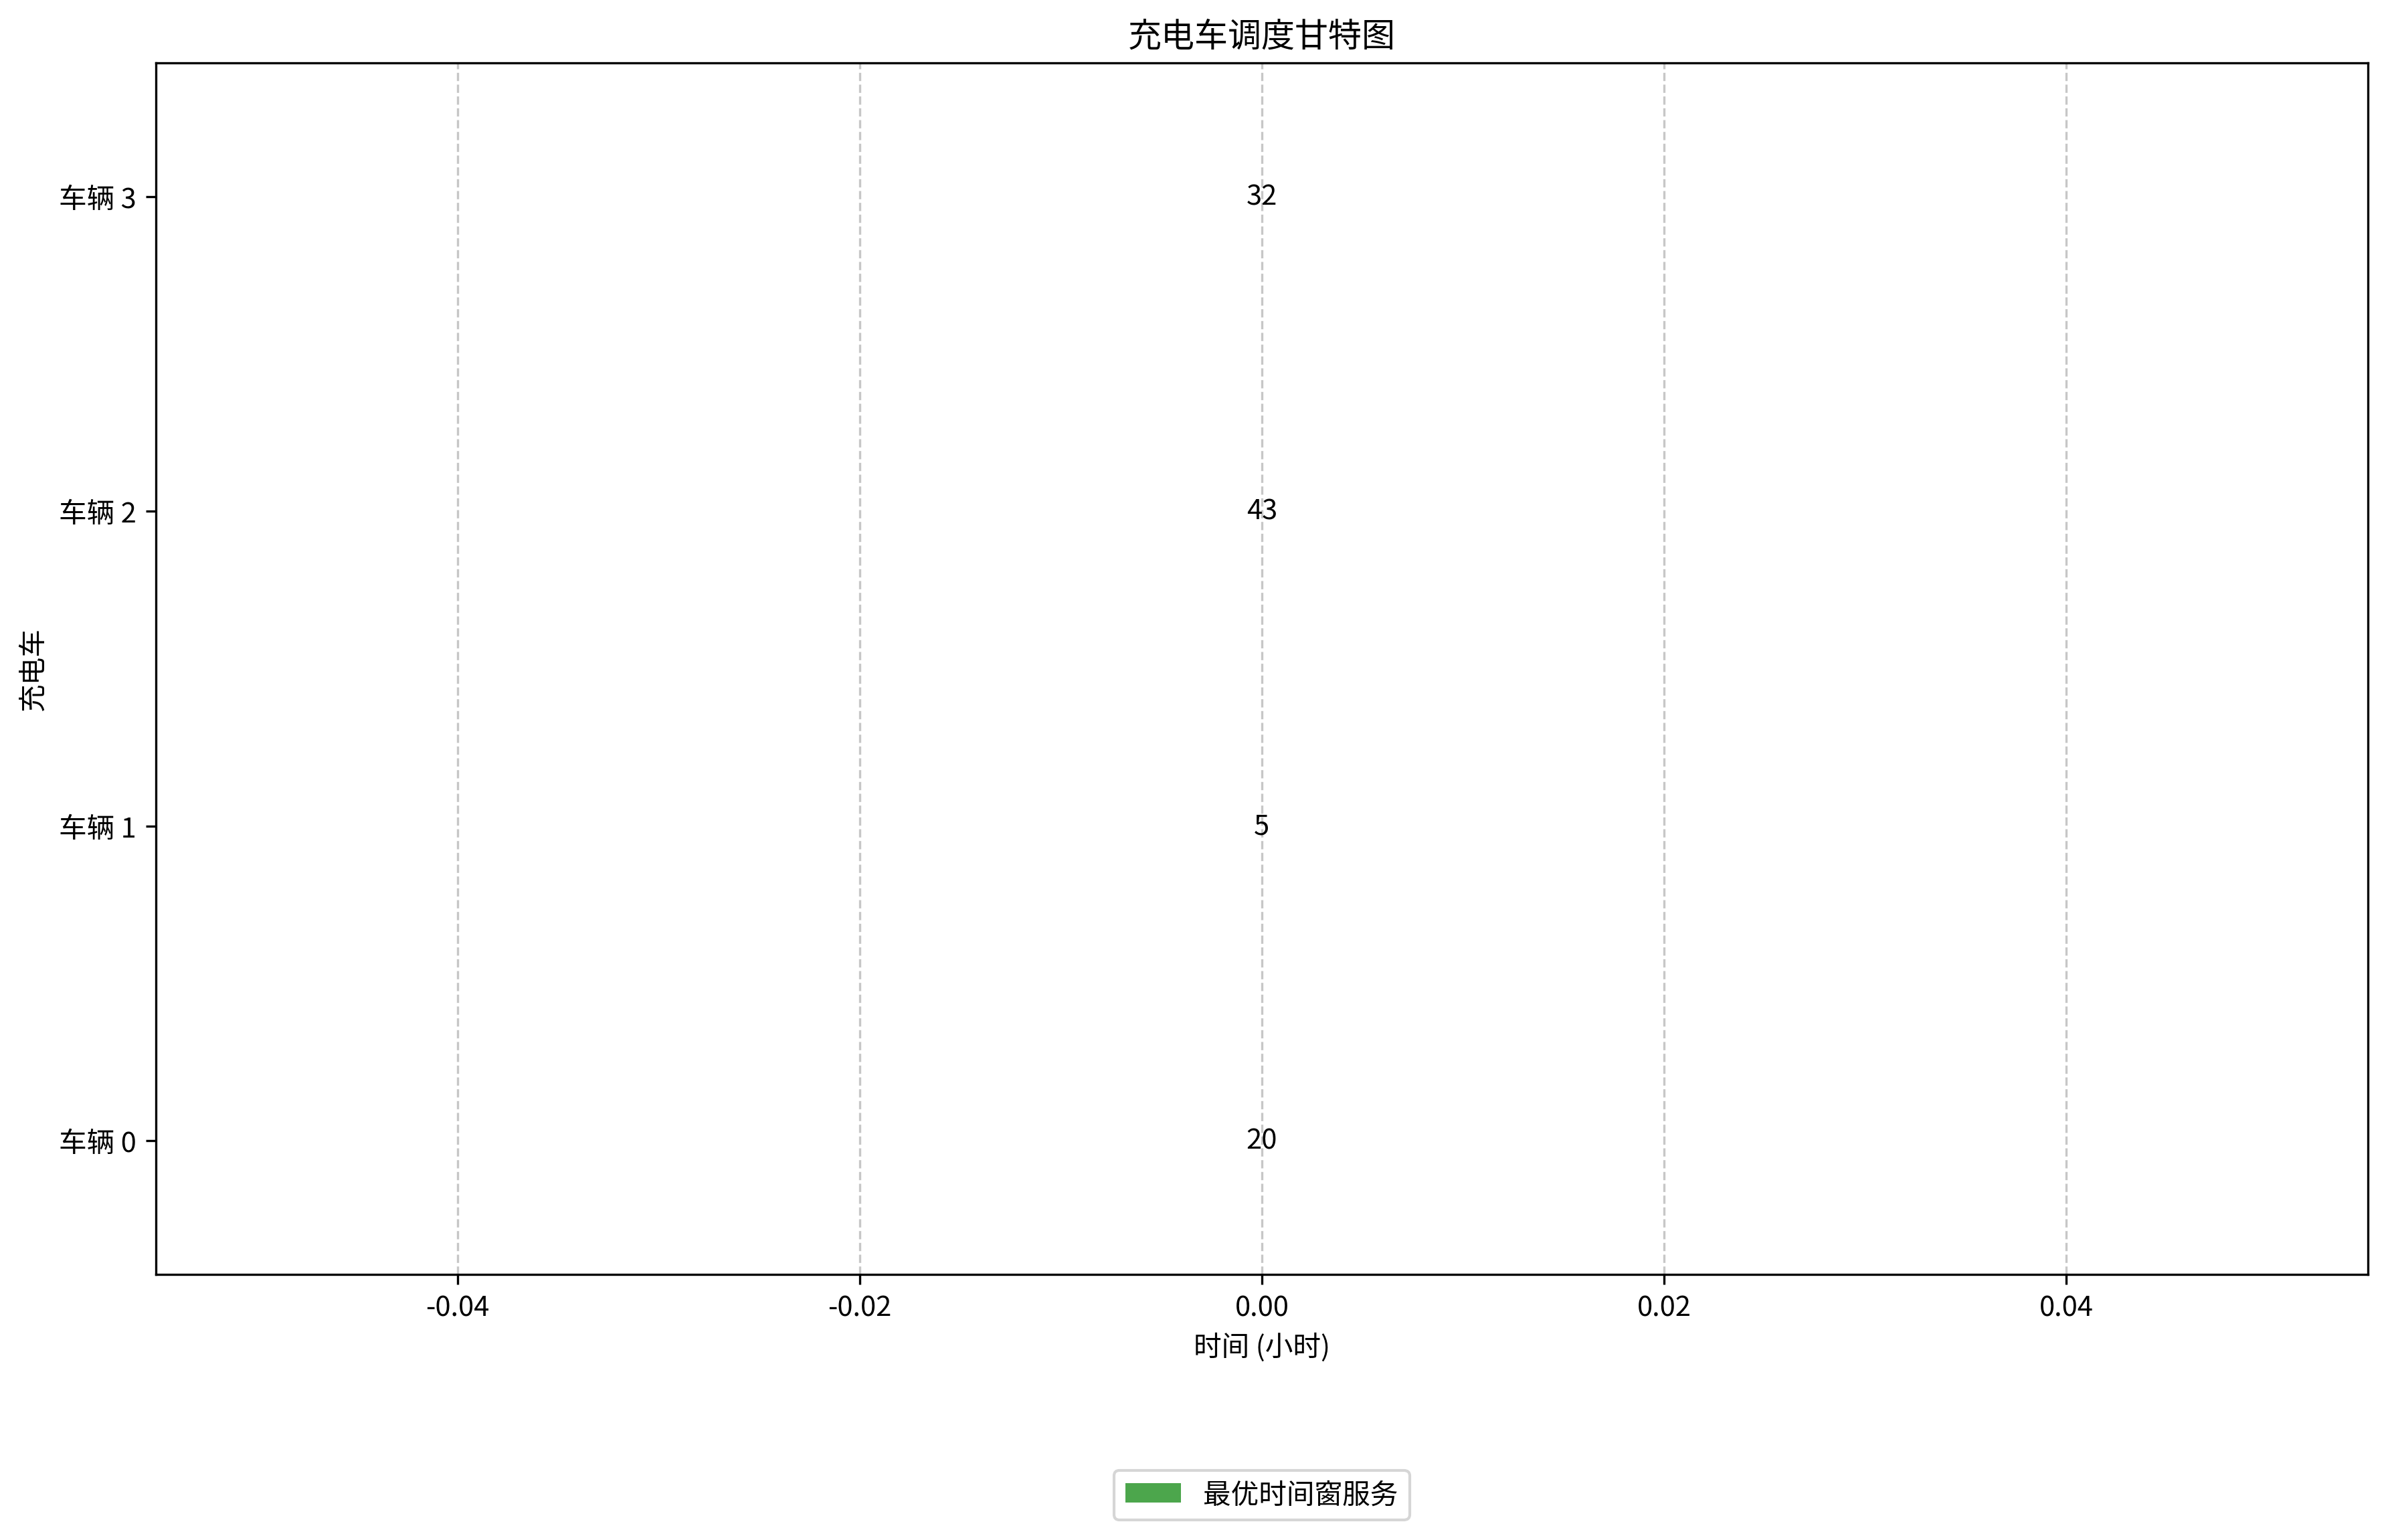 充电车调度甘特图
车辆 3
32
车辆 2
43
充电车
车辆 1
5
车辆 0
20
-0.04
-0.02
0.00
0.02
0.04
时间 (小时)
最优时间窗服务